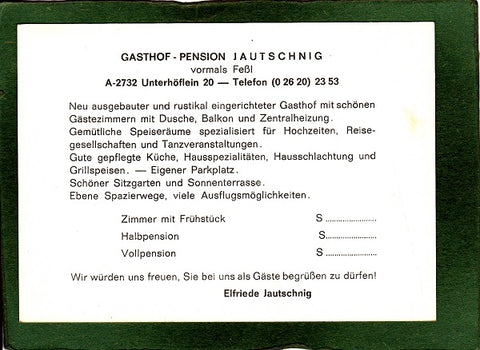 GASTHOF - PENSION JAUTSCHNIG
vormals Feßl
A-2732 Unterhöflein 20 — Telefon (0 26 20) 23 53
Neu ausgebauter und rustikal eingerichteter Gasthof mit schönen
Gästezimmern mit Dusche, Balkon und Zentralheizung.
Gemütliche Speiseräume spezialisiert für Hochzeiten, Reise-
gesellschaften und Tanzveranstaltungen.
Gute gepflegte Küche, Hausspezialitäten, Hausschlachtung und
Grillspeisen. — Eigener Parkplatz.
Schöner Sitzgarten und Sonnenterrasse.
Ebene Spazierwege, viele Ausflugsmöglichkeiten.
Zimmer mit Frühstück S.....................
Halbpension S.....................
Vollpension S.....................
Wir würden uns freuen, Sie bei uns als Gäste begrüßen zu dürfen!
Elfriede Jautschnig